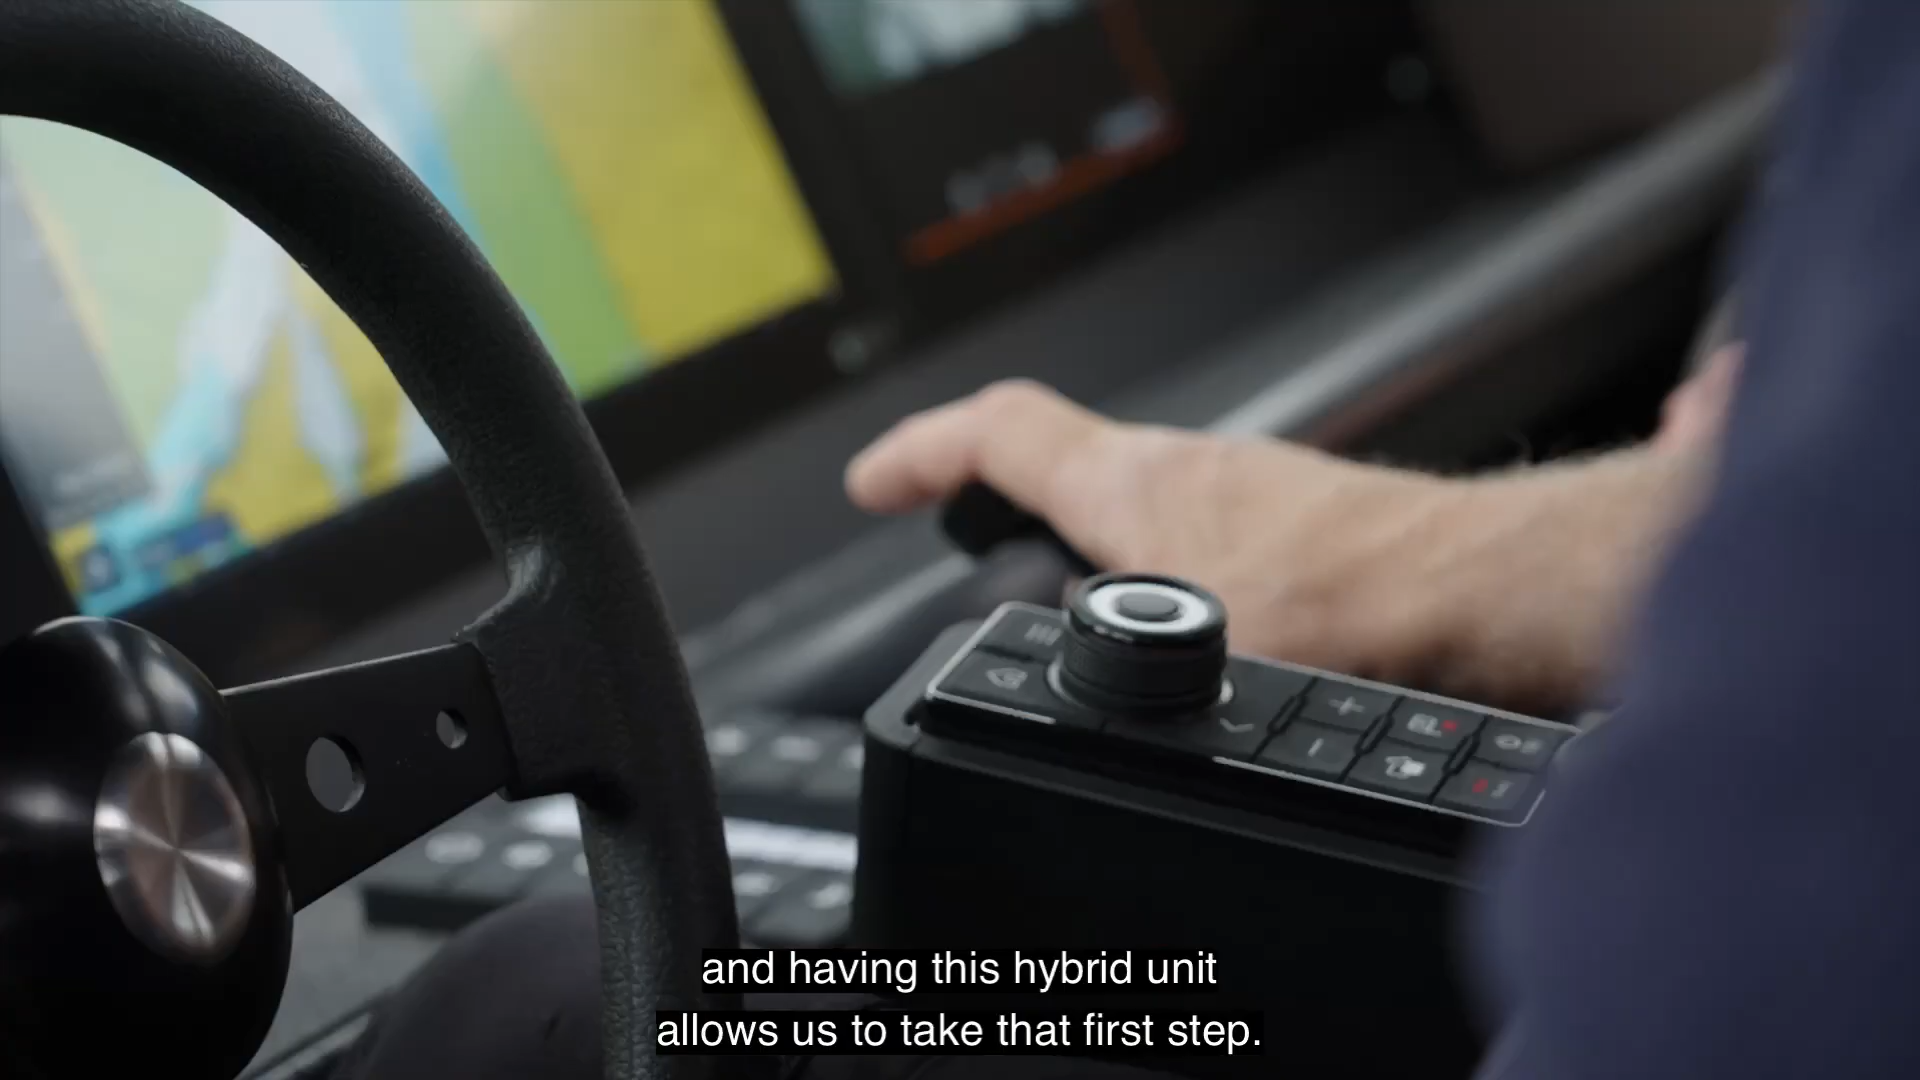 and having this hybrid unit
allows us to take that first step.